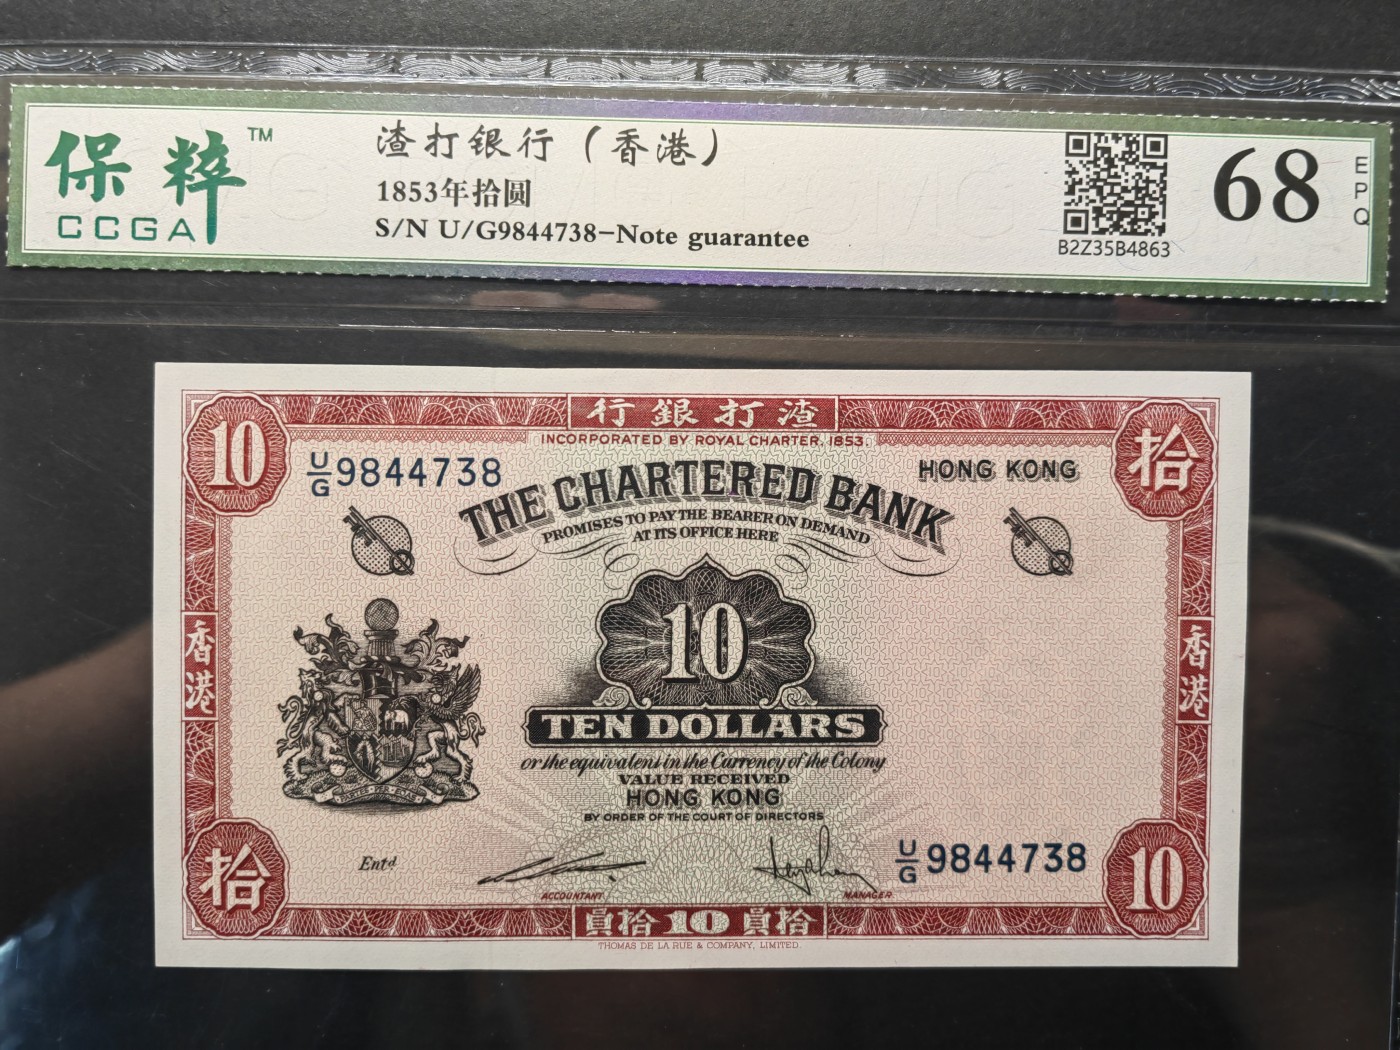 保粹™
CCGA
渣打银行（香港）
1853年拾圆
S/N U/G9844738-Note guarantee
B2Z35B4863
68
EPQ
行銀打渣
INCORPORATED BY ROYAL CHARTER, 1853.
10
拾
U/G 9844738
HONG KONG
THE CHARTERED BANK
PROMISES TO PAY THE BEARER ON DEMAND
AT ITS OFFICE HERE
10
香港
香港
TEN DOLLARS
or the equivalent in the Currency of the Colony
VALUE RECEIVED
HONG KONG
BY ORDER OF THE COURT OF DIRECTORS
Entd
U/G 9844738
ACCOUNTANT
MANAGER
拾
10
員拾 10 員拾
THOMAS DE LA RUE & COMPANY, LIMITED.